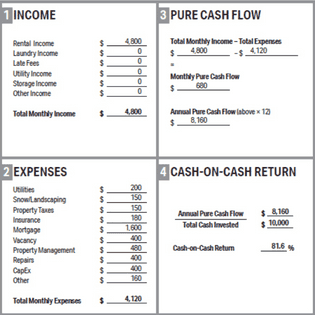 1 INCOME
Rental Income $ 4,800
Laundry Income $ 0
Late Fees $ 0
Utility Income $ 0
Storage Income $ 0
Other Income $ 0
Total Monthly Income $ 4,800
2 EXPENSES
Utilities $ 200
Snow/Landscaping $ 150
Property Taxes $ 150
Insurance $ 180
Mortgage $ 1,600
Vacancy $ 400
Property Management $ 480
Repairs $ 400
CapEx $ 400
Other $ 160
Total Monthly Expenses $ 4,120
3 PURE CASH FLOW
Total Monthly Income – Total Expenses
$ 4,800 – $ 4,120
=
Monthly Pure Cash Flow
$ 680
Annual Pure Cash Flow (above × 12)
$ 8,160
4 CASH-ON-CASH RETURN
Annual Pure Cash Flow $ 8,160
Total Cash Invested $ 10,000
Cash-on-Cash Return 81.6 %